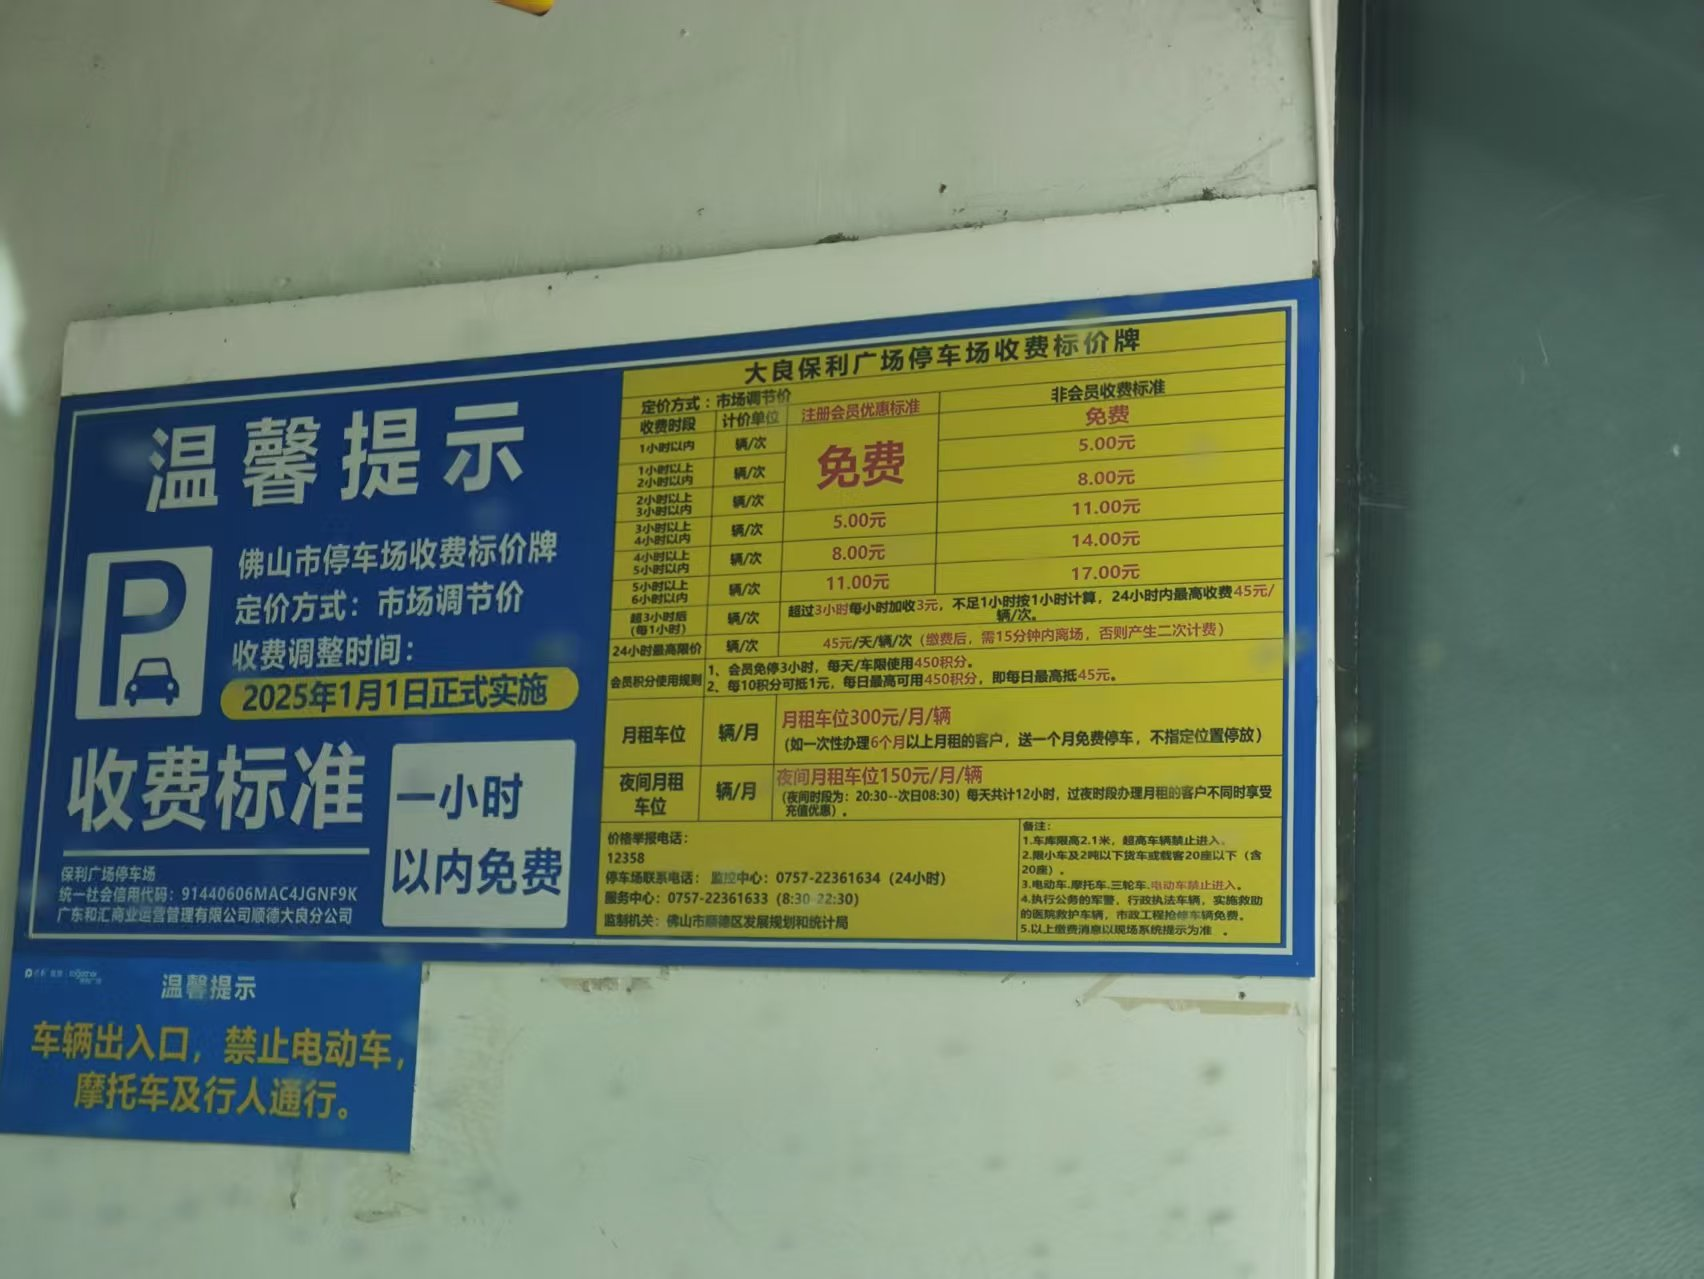 温馨提示
佛山市停车场收费标价牌
定价方式：市场调节价
收费调整时间：
2025年1月1日正式实施
收费标准
一小时
以内免费
保利广场停车场
统一社会信用代码：91440606MAC4JGNF9K
广东和汇商业运营管理有限公司顺德大良分公司
大良保利广场停车场收费标价牌
定价方式：市场调节价
收费时段 计价单位 注册会员优惠标准 非会员收费标准
1小时以内 辆/次 免费 免费
1小时以上
2小时以内 辆/次 5.00元
2小时以上
3小时以内 辆/次 8.00元
3小时以上
4小时以内 辆/次 5.00元 11.00元
4小时以上
5小时以内 辆/次 8.00元 14.00元
5小时以上
6小时以内 辆/次 11.00元 17.00元
超3小时后
(每1小时) 辆/次 超过3小时每小时加收3元，不足1小时按1小时计算，24小时内最高收费45元/
辆/次。
24小时最高限价 辆/次 45元/天/辆/次（缴费后，需15分钟内离场，否则产生二次计费）
会员积分使用规则 1、会员免停3小时，每天/车限使用450积分。
2、每10积分可抵1元，每日最高可用450积分，即每日最高抵45元。
月租车位 辆/月 月租车位300元/月/辆
（如一次性办理6个月以上月租的客户，送一个月免费停车，不指定位置停放）
夜间月租
车位 辆/月 夜间月租车位150元/月/辆
（夜间时段为：20:30--次日08:30）每天共计12小时，过夜时段办理月租的客户不同时享受
充值优惠）。
价格举报电话：
12358
停车场联系电话： 监控中心：0757-22361634（24小时）
服务中心：0757-22361633（8:30-22:30）
监制机关：佛山市顺德区发展规划和统计局
备注：
1.车库限高2.1米，超高车辆禁止进入。
2.限小车及2吨以下货车或载客20座以下（含
20座）。
3.电动车.摩托车.三轮车.电动车禁止进入。
4.执行公务的军警，行政执法车辆，实施救助
的医院救护车辆，市政工程抢修车辆免费。
5.以上缴费消息以现场系统提示为准 。
温馨提示
车辆出入口，禁止电动车，
摩托车及行人通行。